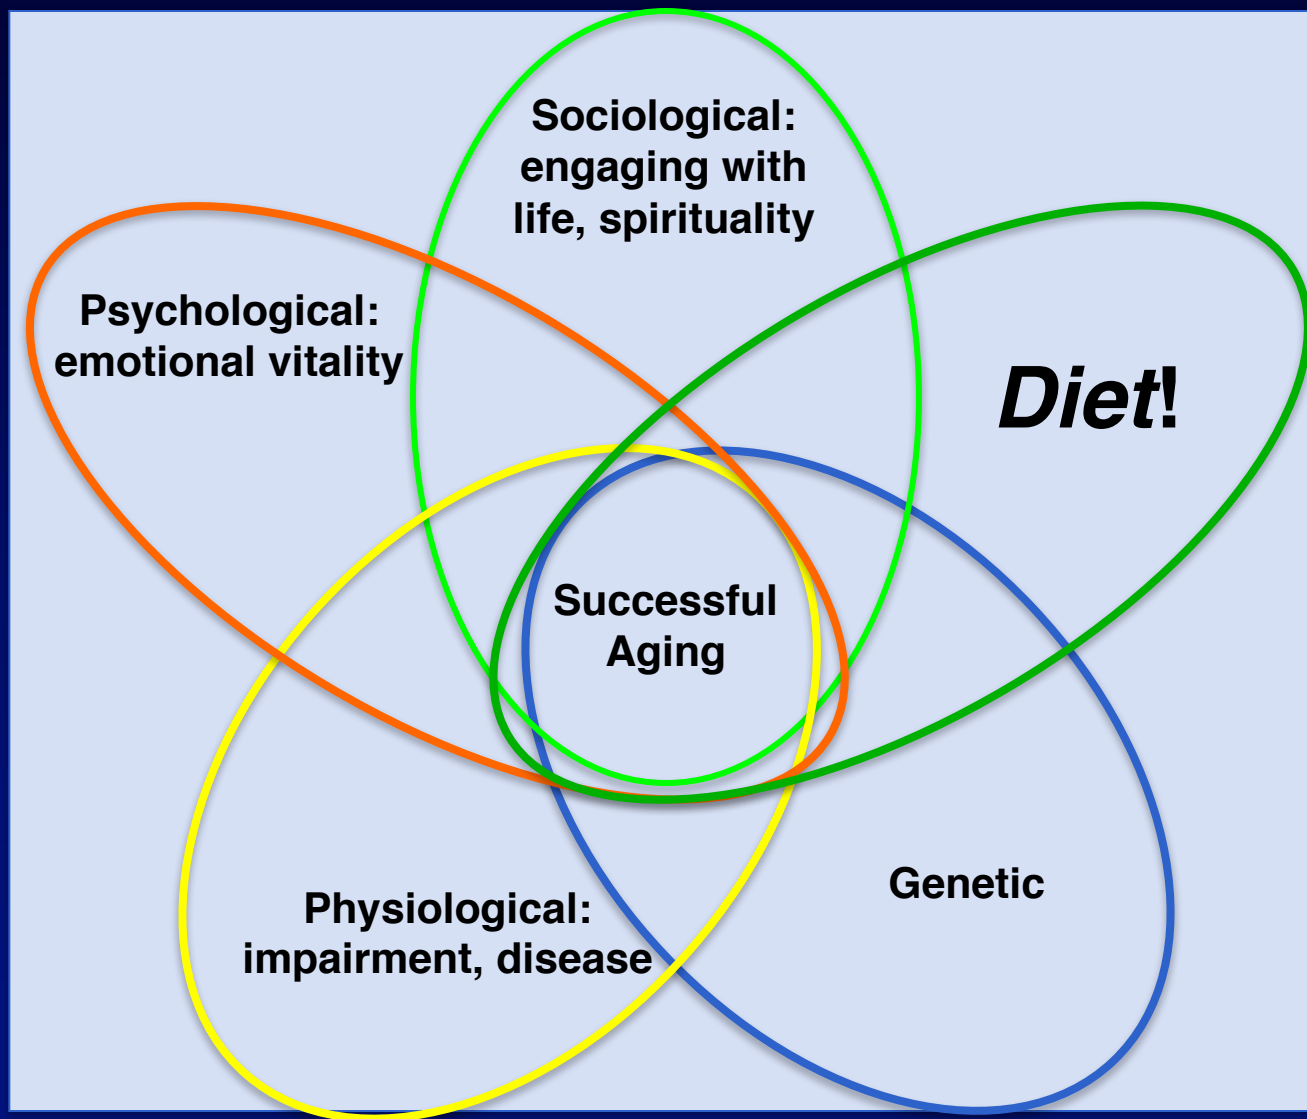 Sociological:
engaging with
life, spirituality
Psychological:
emotional vitality
Diet!
Successful
Aging
Genetic
Physiological:
impairment, disease